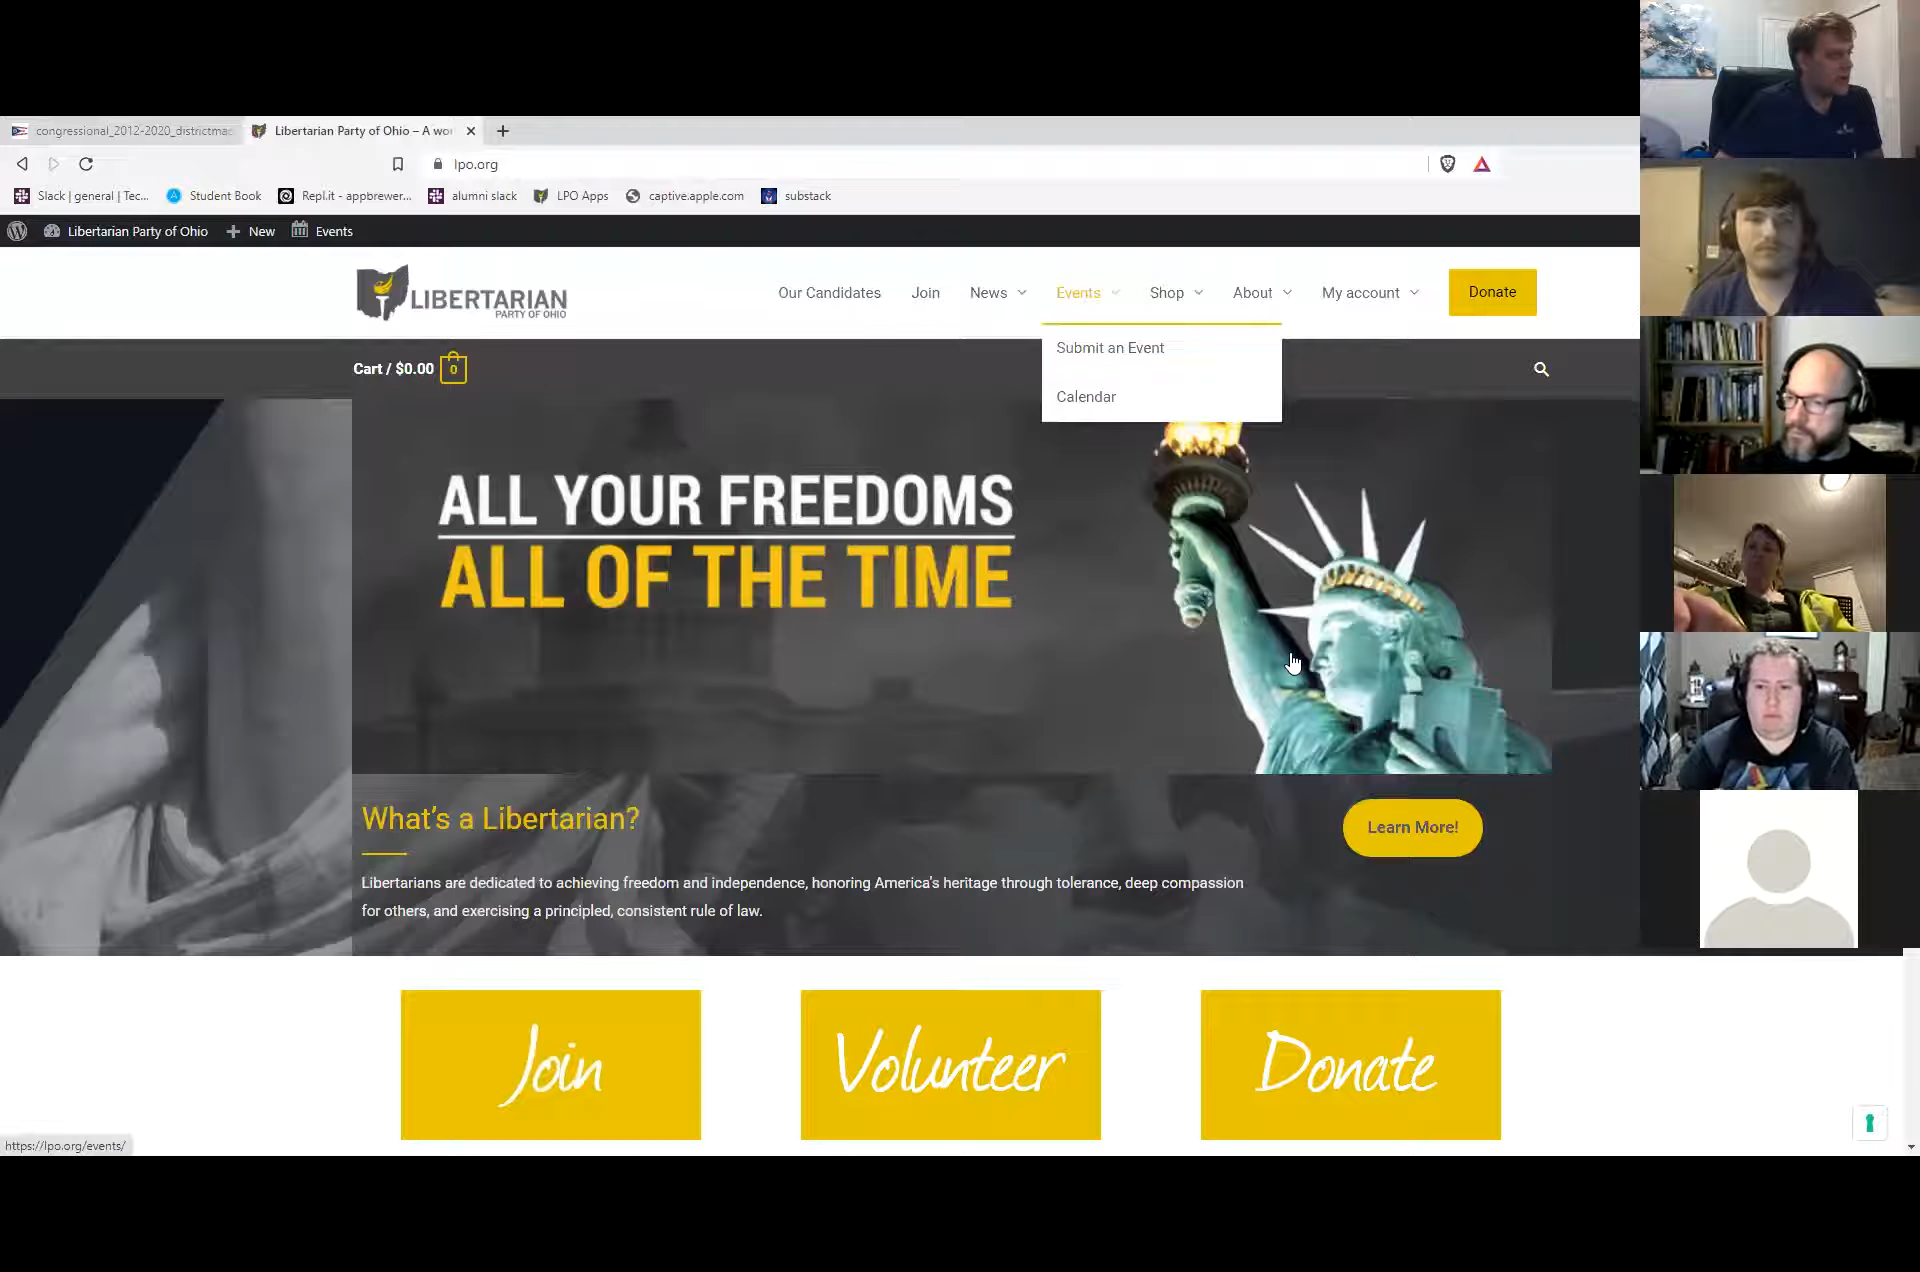 congressional_2012-2020_districtmac
Libertarian Party of Ohio – A wor
lpo.org
Slack | general | Tec...
Student Book
Repl.it - appbrewer...
alumni slack
LPO Apps
captive.apple.com
substack
Libertarian Party of Ohio
New
Events
LIBERTARIAN
PARTY OF OHIO
Our Candidates
Join
News
Events
Shop
About
My account
Donate
Submit an Event
Calendar
Cart / $0.00
0
ALL YOUR FREEDOMS
ALL OF THE TIME
What's a Libertarian?
Learn More!
Libertarians are dedicated to achieving freedom and independence, honoring America's heritage through tolerance, deep compassion
for others, and exercising a principled, consistent rule of law.
Join
Volunteer
Donate
https://lpo.org/events/